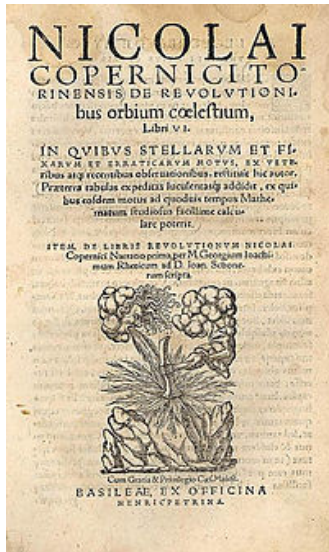 NICOLAI
COPERNICI TO-
RINENSIS DE REVOLVTIONI-
bus orbium cœlestium,
Libri VI.
IN QVIBVS STELLARVM ET FI-
XARVM ET ERRATICARVM MOTVS, EX VETE-
ribus atq; recentibus obseruationibus, restituit hic autor.
Præterea tabulas expeditas luculentasq; addidit, ex qui-
bus eosdem motus ad quoduis tempus Mathe-
matum studiosus facillime calcu-
lare poterit.
ITEM, DE LIBRIS REVOLVTIONVM NICOLAI
Copernici Narratio prima, per M. Georgium Ioachi-
mum Rheticum ad D. Ioan. Schone-
rum scripta.
Cum Gratia & Priuilegio Cæs. Maiest.
BASILEAE, EX OFFICINA
HENRICPETRINA.